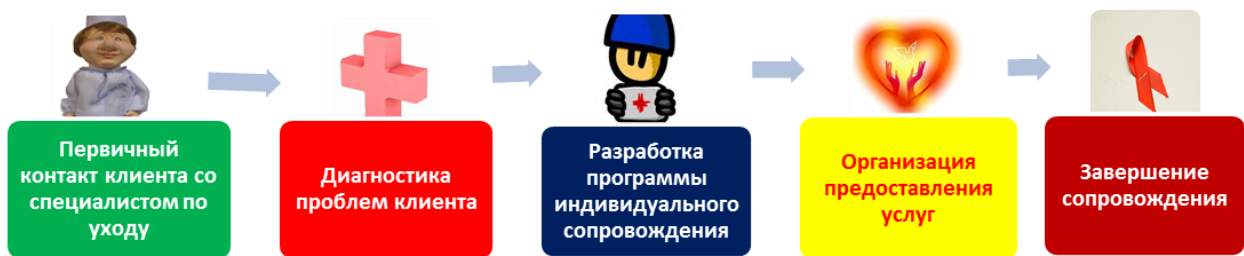 Первичный
контакт клиента со
специалистом по
уходу
Диагностика
проблем клиента
Разработка
программы
индивидуального
сопровождения
Организация
предоставления
услуг
Завершение
сопровождения